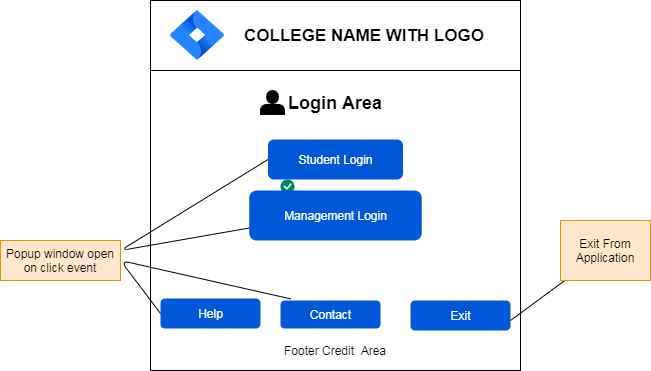 COLLEGE NAME WITH LOGO
Login Area
Student Login
Management Login
Popup window open
on click event
Exit From
Application
Help
Contact
Exit
Footer Credit Area